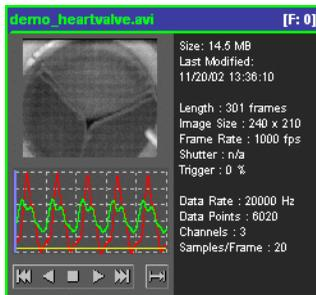 demo_heartvalve.avi [F: 0]
Size: 14.5 MB
Last Modified:
11/20/02 13:36:10
Length : 301 frames
Image Size : 240 x 210
Frame Rate : 1000 fps
Shutter : n/a
Trigger : 0 %
Data Rate : 20000 Hz
Data Points : 6020
Channels : 3
Samples/Frame : 20